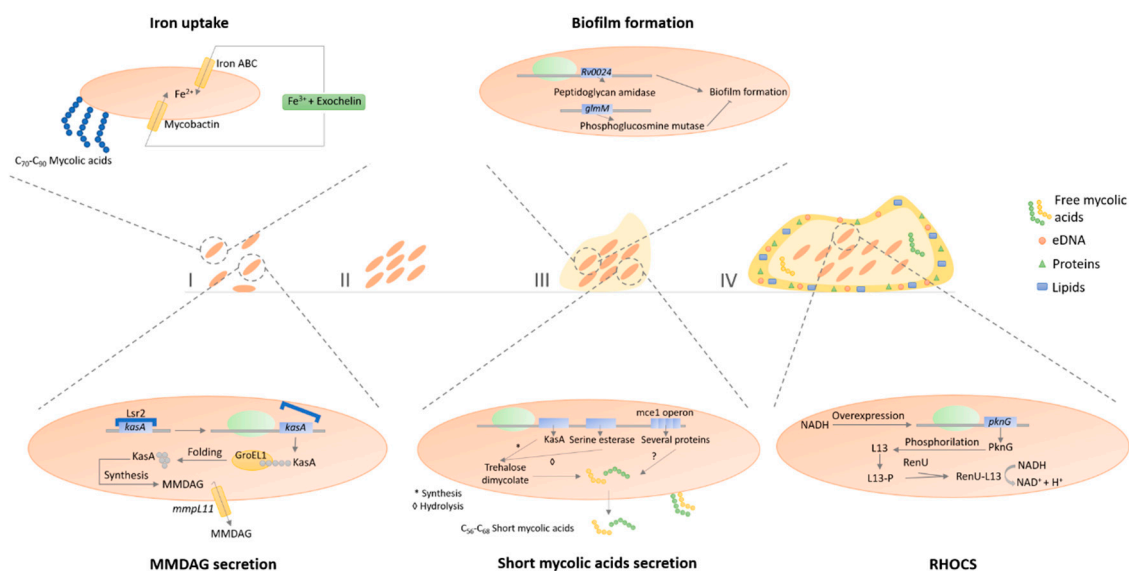 Iron uptake
Iron ABC
Fe²⁺
Fe³⁺ + Exochelin
Mycobactin
C₇₀-C₉₀ Mycolic acids
Biofilm formation
Rv0024
Peptidoglycan amidase
Biofilm formation
glmM
Phosphoglucosmine mutase
I
II
III
IV
Free mycolic
acids
eDNA
Proteins
Lipids
Lsr2
kasA
kasA
KasA
Folding
GroEL1
KasA
Synthesis
MMDAG
mmpL11
MMDAG
MMDAG secretion
mce1 operon
KasA
Serine esterase
Several proteins
*
◊
?
Trehalose
dimycolate
* Synthesis
◊ Hydrolysis
C₅₆-C₆₈ Short mycolic acids
Short mycolic acids secretion
Overexpression
NADH
pknG
Phosphorilation
L13
PknG
RenU
NADH
L13-P
RenU-L13
NAD⁺ + H⁺
RHOCS